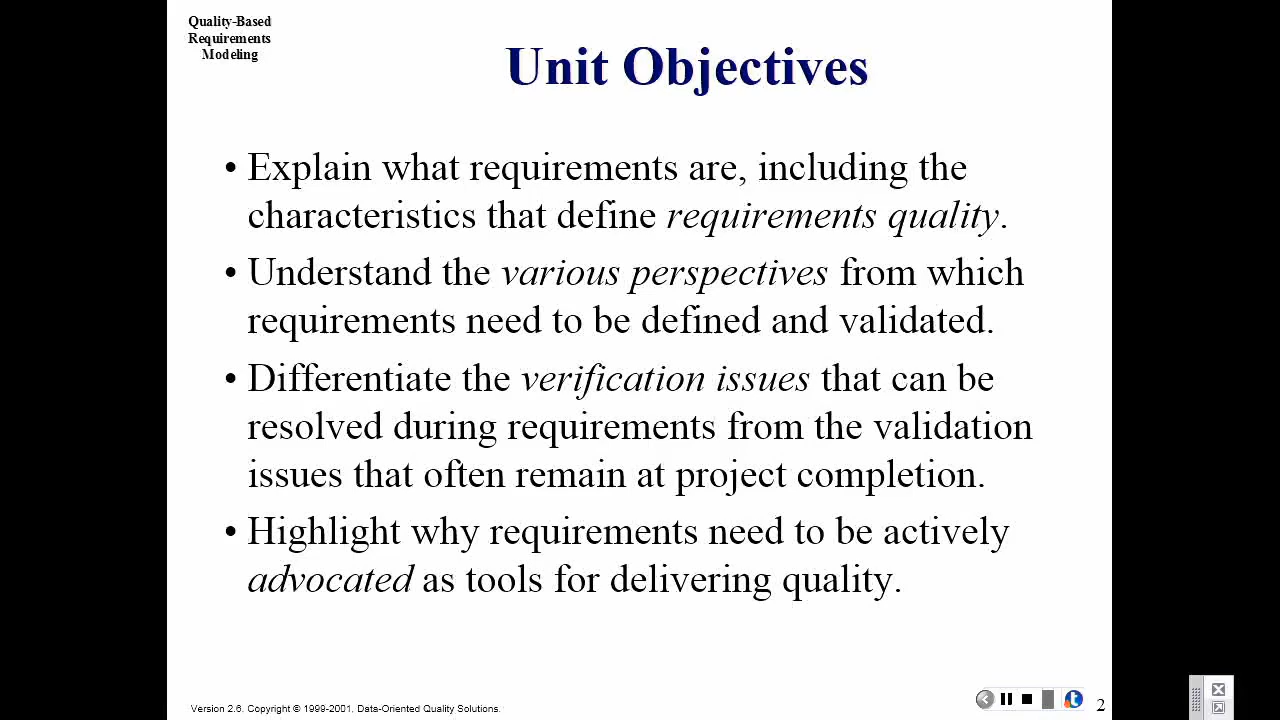 Quality-Based
Requirements
Modeling
Unit Objectives
• Explain what requirements are, including the
characteristics that define requirements quality.
• Understand the various perspectives from which
requirements need to be defined and validated.
• Differentiate the verification issues that can be
resolved during requirements from the validation
issues that often remain at project completion.
• Highlight why requirements need to be actively
advocated as tools for delivering quality.
Version 2.6. Copyright © 1999-2001. Data-Oriented Quality Solutions.
t
2